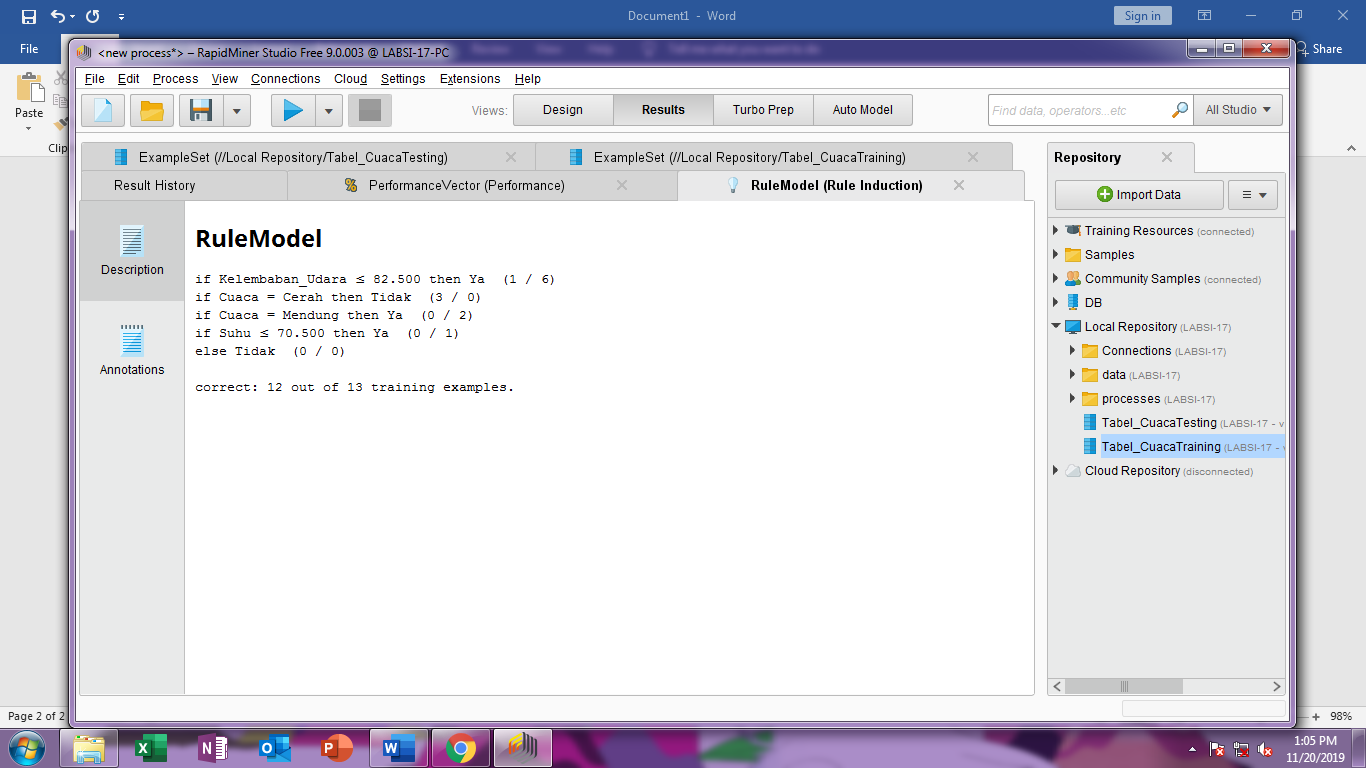 Document1 - Word
Sign in
File
Share
Paste
Clip
<new process*> – RapidMiner Studio Free 9.0.003 @ LABSI-17-PC
File Edit Process View Connections Cloud Settings Extensions Help
Views: Design Results Turbo Prep Auto Model
Find data, operators...etc All Studio
ExampleSet (///Local Repository/Tabel_CuacaTesting) ExampleSet (///Local Repository/Tabel_CuacaTraining)
Result History PerformanceVector (Performance) RuleModel (Rule Induction)
Description
Annotations
RuleModel
if Kelembaban_Udara ≤ 82.500 then Ya (1 / 6)
if Cuaca = Cerah then Tidak (3 / 0)
if Cuaca = Mendung then Ya (0 / 2)
if Suhu ≤ 70.500 then Ya (0 / 1)
else Tidak (0 / 0)
correct: 12 out of 13 training examples.
Repository
Import Data
Training Resources (connected)
Samples
Community Samples (connected)
DB
Local Repository (LABSI-17)
Connections (LABSI-17)
data (LABSI-17)
processes (LABSI-17)
Tabel_CuacaTesting (LABSI-17 - v
Tabel_CuacaTraining (LABSI-17 - v
Cloud Repository (disconnected)
Page 2 of 2
98%
1:05 PM
11/20/2019